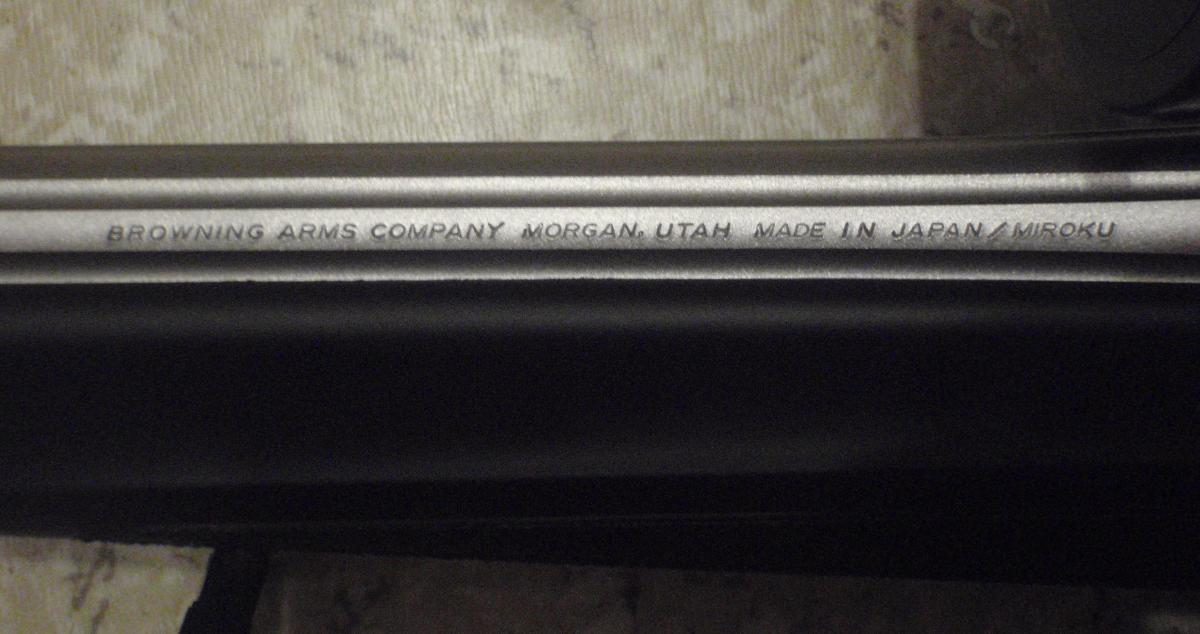 BROWNING ARMS COMPANY MORGAN, UTAH MADE IN JAPAN/MIROKU